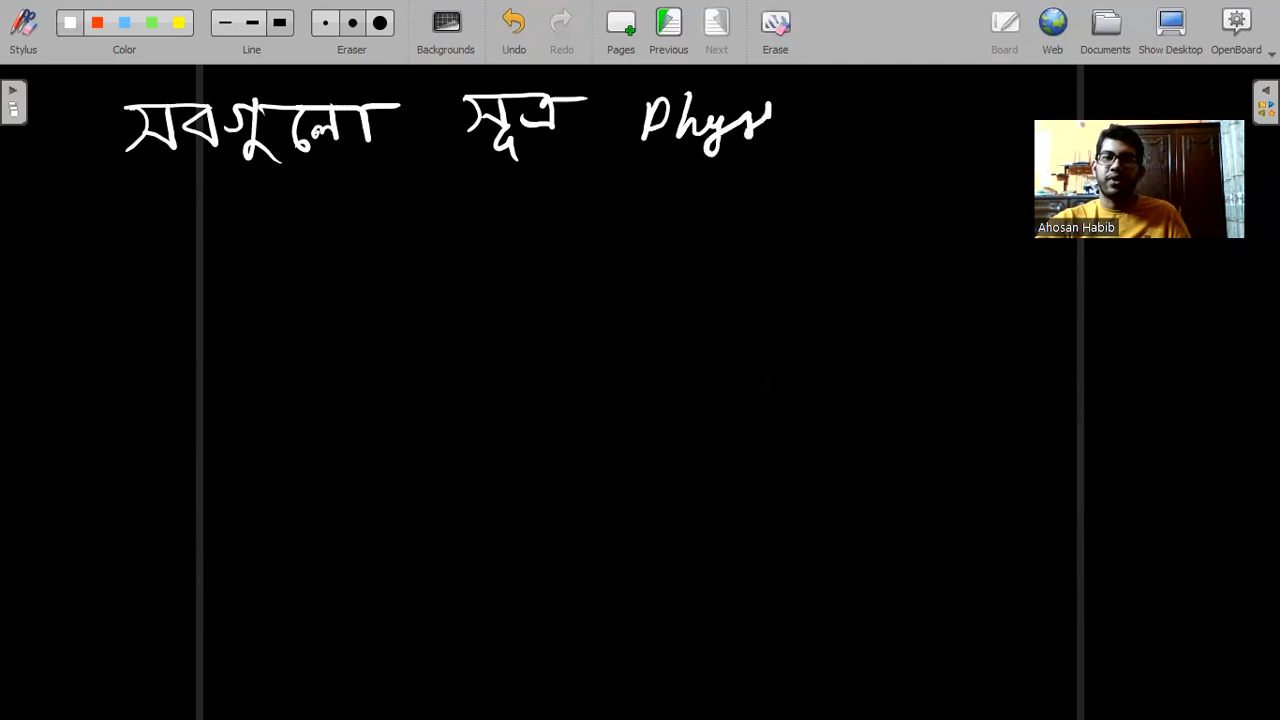 Stylus Color Line Eraser Backgrounds Undo Redo Pages Previous Next Erase Board Web Documents Show Desktop OpenBoard
সবগুলো সূত্র Phys
Ahosan Habib